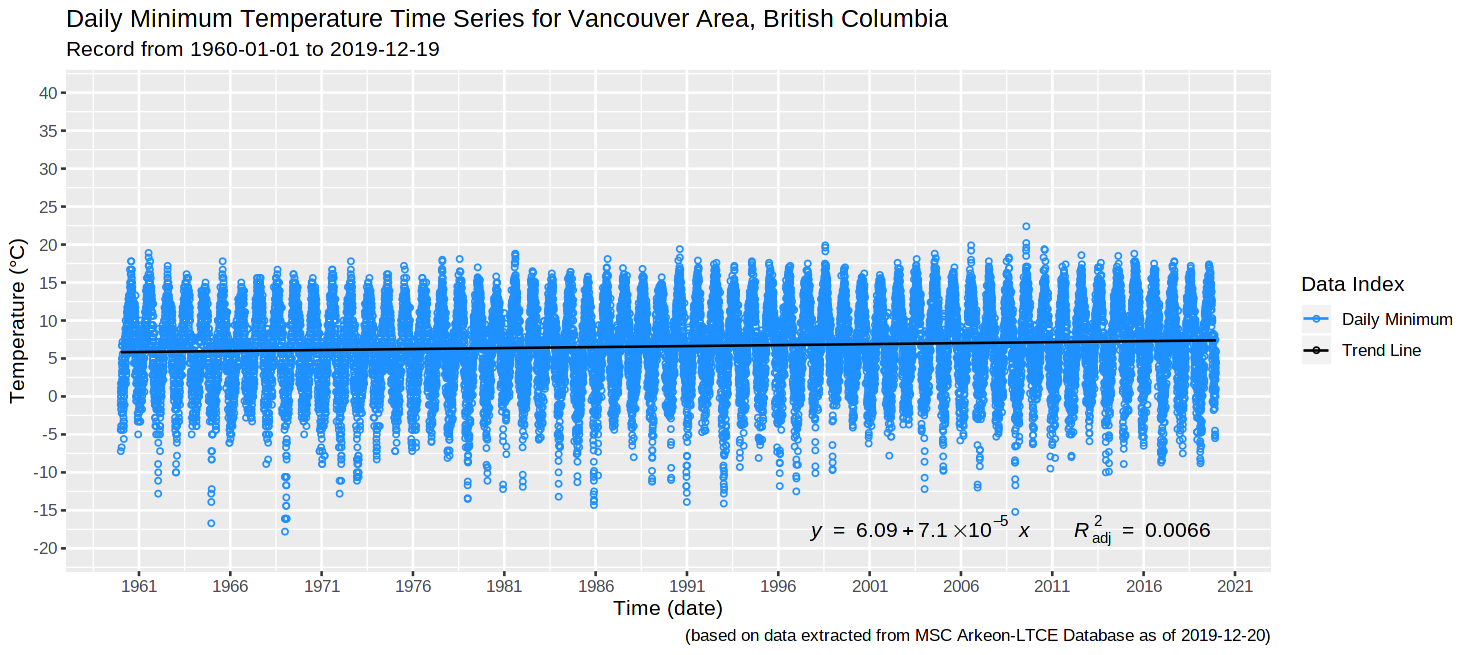 Daily Minimum Temperature Time Series for Vancouver Area, British Columbia
Record from 1960-01-01 to 2019-12-19
Temperature (°C)
40
35
30
25
20
15
10
5
0
-5
-10
-15
-20
y = 6.09 + 7.1 ×10⁻⁵ x R²adj = 0.0066
1961 1966 1971 1976 1981 1986 1991 1996 2001 2006 2011 2016 2021
Time (date)
(based on data extracted from MSC Arkeon-LTCE Database as of 2019-12-20)
Data Index
Daily Minimum
Trend Line